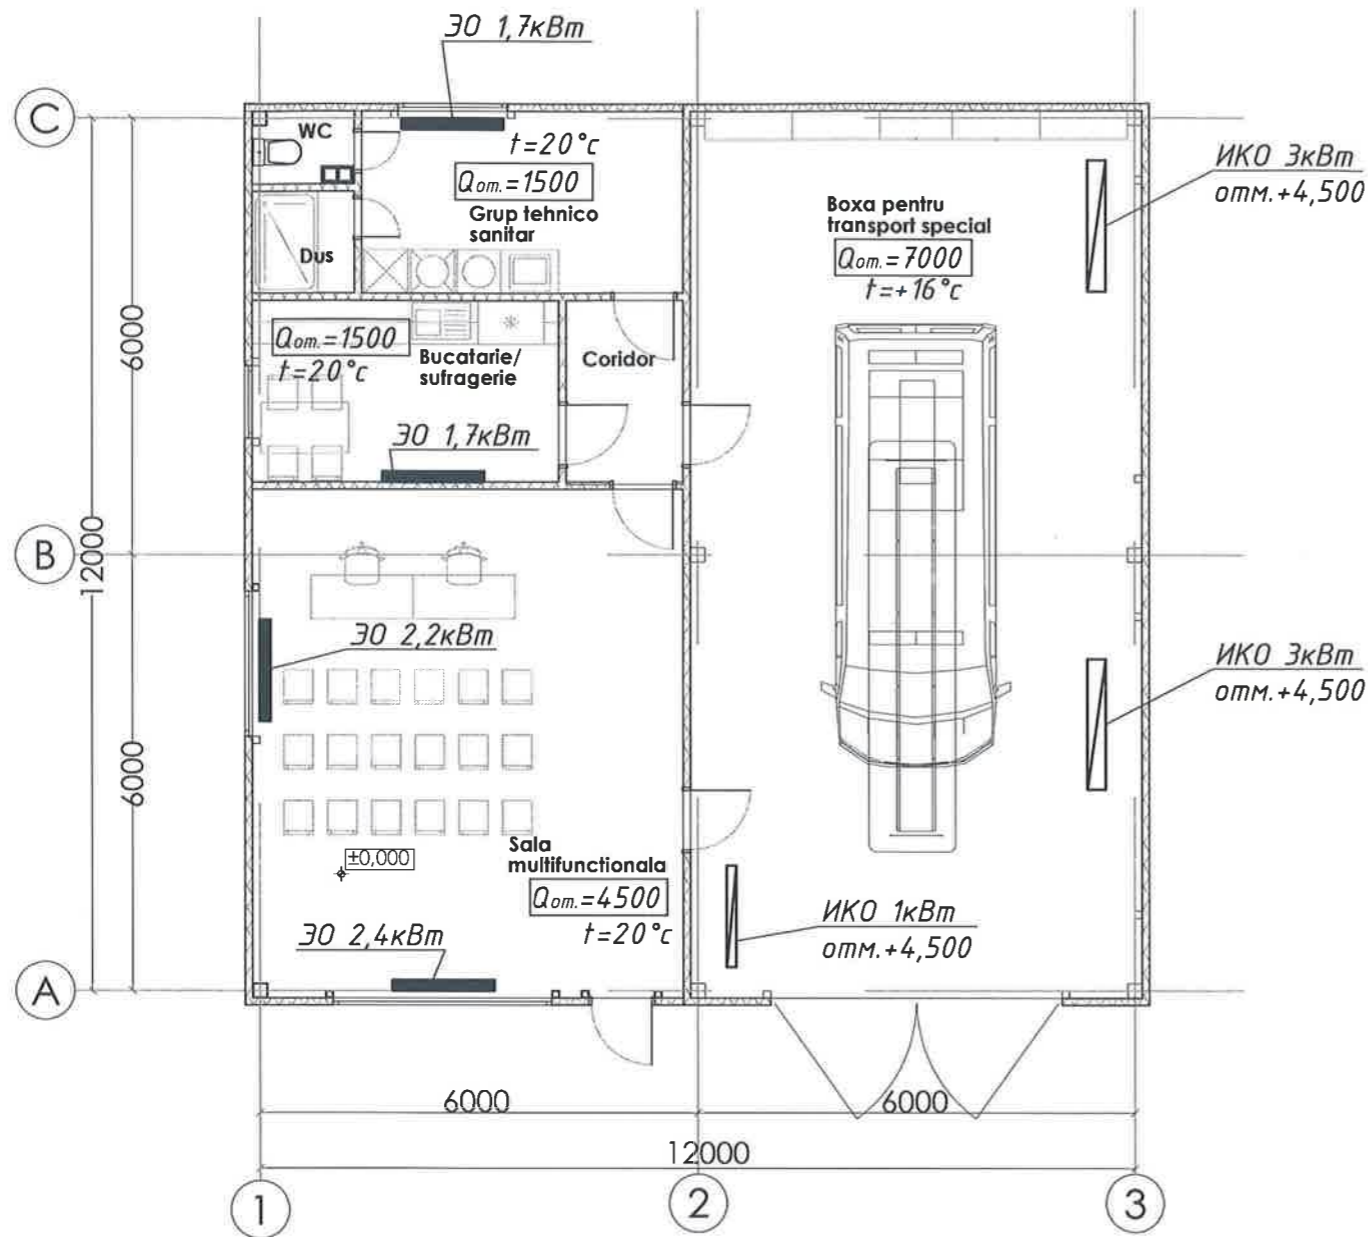 ЭО 1,7кВт
C
WC
t=20°c
Qот.=1500
Grup tehnico
sanitar
Dus
ИКО 3кВт
отм.+4,500
Boxa pentru
transport special
Qот.=7000
t=+16°c
6000
Qот.=1500
t=20°c
Bucatarie/
sufragerie
Coridor
ЭО 1,7кВт
B
12000
ЭО 2,2кВт
ИКО 3кВт
отм.+4,500
6000
±0,000
Sala
multifunctionala
Qот.=4500
t=20°c
ЭО 2,4кВт
ИКО 1кВт
отм.+4,500
A
6000
6000
12000
1
2
3